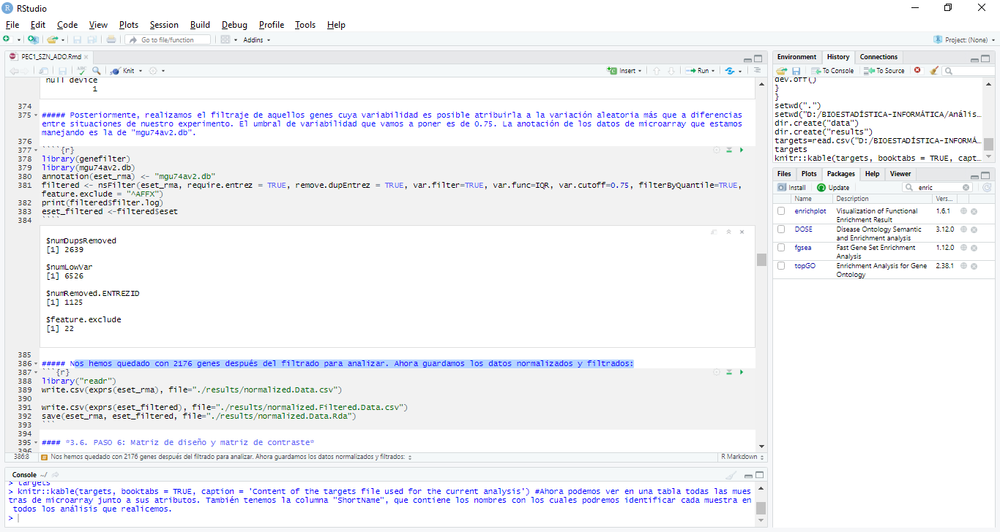 RStudio
File Edit Code View Plots Session Build Debug Profile Tools Help
Go to file/function Addins Project: (None)
PEC1_SZN_ADO.Rmd
ABC Knit Insert Run
null device
1
374
375 ##### Posteriormente, realizamos el filtraje de aquellos genes cuya variabilidad es posible atribuirla a la variación aleatoria más que a diferencias
entre situaciones de nuestro experimento. El umbral de variabilidad que vamos a poner es de 0.75. La anotación de los datos de microarray que estamos
manejando es la de "mgu74av2.db".
376
377 ````{r}
378 library(genefilter)
379 library(mgu74av2.db)
380 annotation(eset_rma) <- "mgu74av2.db"
381 filtered <- nsFilter(eset_rma, require.entrez = TRUE, remove.dupEntrez = TRUE, var.filter=TRUE, var.func=IQR, var.cutoff=0.75, filterByQuantile=TRUE,
feature.exclude = "^AFFX")
382 print(filtered$filter.log)
383 eset_filtered <-filtered$eset
384 ````
$numDupsRemoved
[1] 2639
$numLowVar
[1] 6526
$numRemoved.ENTREZID
[1] 1125
$feature.exclude
[1] 22
385
386 ##### Nos hemos quedado con 2176 genes después del filtrado para analizar. Ahora guardamos los datos normalizados y filtrados:
387 ```{r}
388 library("readr")
389 write.csv(exprs(eset_rma), file="./results/normalized.Data.csv")
390
391 write.csv(exprs(eset_filtered), file="./results/normalized.Filtered.Data.csv")
392 save(eset_rma, eset_filtered, file="./results/normalized.Data.Rda")
393 ```
394
395 #### *3.6. PASO 6: Matriz de diseño y matriz de contraste*
396
386:8 # Nos hemos quedado con 2176 genes después del filtrado para analizar. Ahora guardamos los datos normalizados y filtrados: R Markdown
Console ~/
> targets
> knitr::kable(targets, booktabs = TRUE, caption = 'Content of the targets file used for the current analysis') #Ahora podemos ver en una tabla todas las mues
tras de microarray junto a sus atributos. También tenemos la columna "ShortName", que contiene los nombres con los cuales podremos identificar cada muestra en
todos los análisis que realicemos.
>
Environment History Connections
To Console To Source
dev.off()
}
}
setwd(".")
setwd("D:/BIOESTADÍSTICA-INFORMÁTICA/Anális...
dir.create("data")
dir.create("results")
targets=read.csv("D:/BIOESTADÍSTICA-INFORMÁ...
targets
knitr::kable(targets, booktabs = TRUE, capt...
Files Plots Packages Help Viewer
Install Update enric
Name Description Vers...
enrichplot Visualization of Functional 1.6.1
Enrichment Result
DOSE Disease Ontology Semantic 3.12.0
and Enrichment analysis
fgsea Fast Gene Set Enrichment 1.12.0
Analysis
topGO Enrichment Analysis for Gene 2.38.1
Ontology